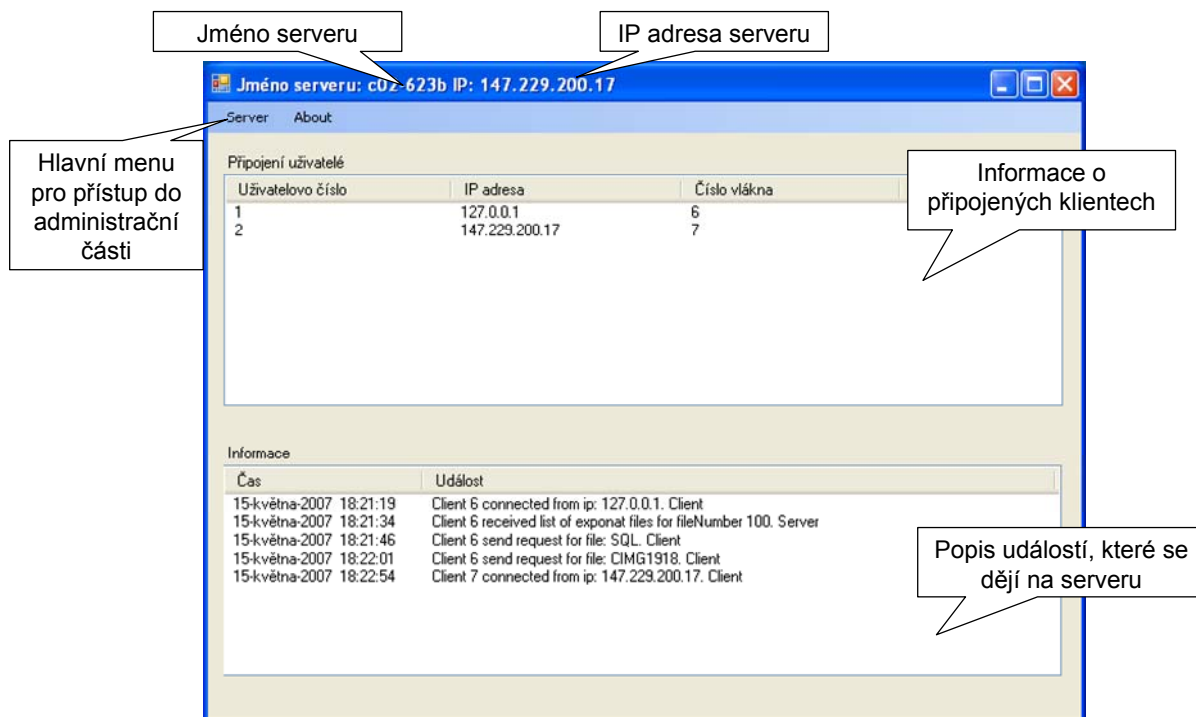 Jméno serveru
IP adresa serveru
Jméno serveru: c02-623b IP: 147.229.200.17
Server About
Hlavní menu
pro přístup do
administrační
části
Připojení uživatelé
Uživatelovo číslo IP adresa Číslo vlákna
1 127.0.0.1 6
2 147.229.200.17 7
Informace o
připojených klientech
Informace
Čas Událost
15-května-2007 18:21:19 Client 6 connected from ip: 127.0.0.1. Client
15-května-2007 18:21:34 Client 6 received list of exponat files for fileNumber 100. Server
15-května-2007 18:21:46 Client 6 send request for file: SQL. Client
15-května-2007 18:22:01 Client 6 send request for file: CIMG1918. Client
15-května-2007 18:22:54 Client 7 connected from ip: 147.229.200.17. Client
Popis událostí, které se
dějí na serveru